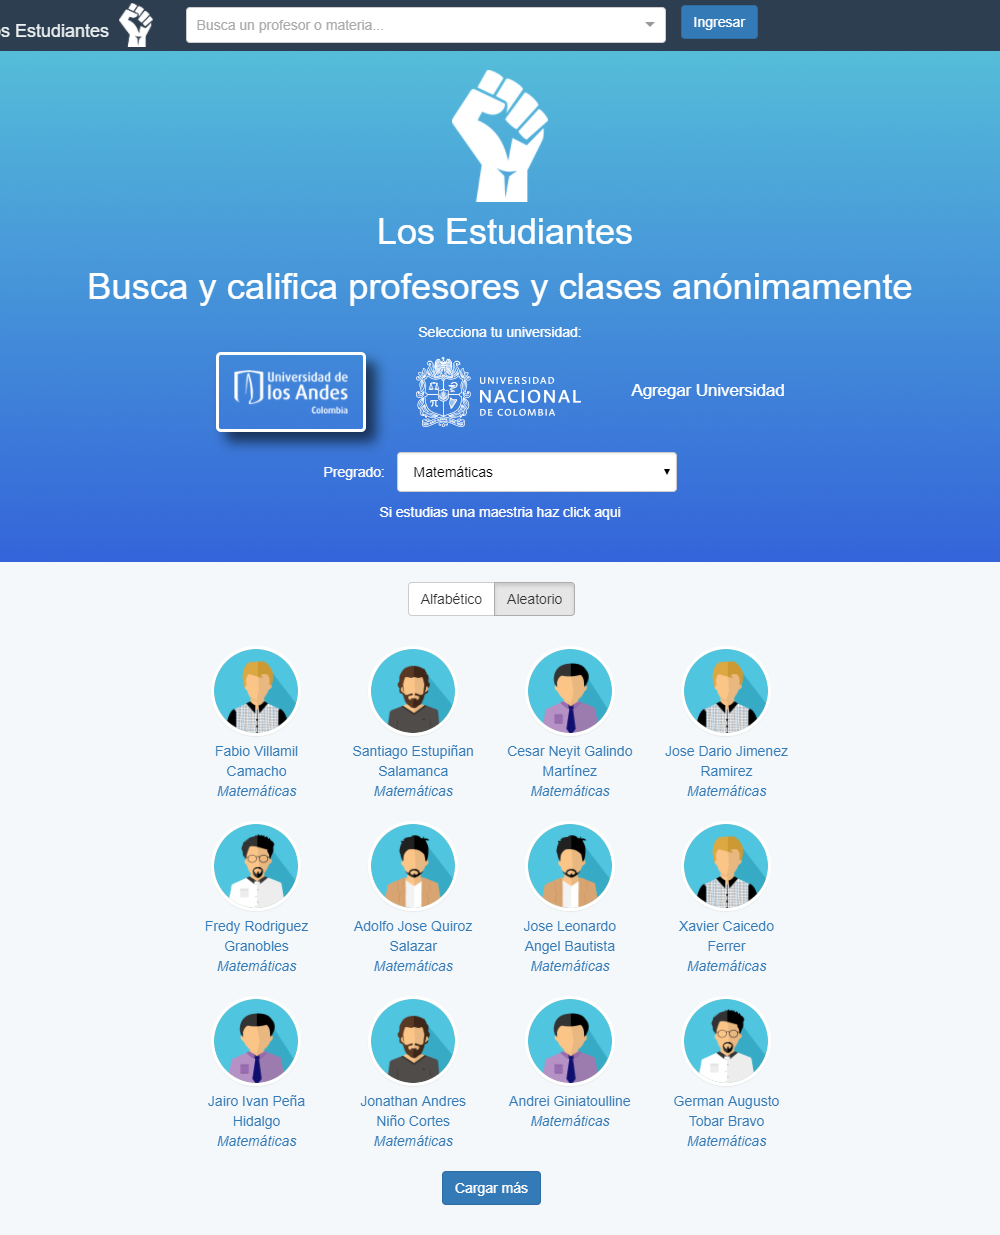 s Estudiantes
Busca un profesor o materia...
Ingresar
Los Estudiantes
Busca y califica profesores y clases anónimamente
Selecciona tu universidad:
Universidad de
los Andes
Colombia
UNIVERSIDAD
NACIONAL
DE COLOMBIA
Agregar Universidad
Pregrado:
Matemáticas
Si estudias una maestria haz click aqui
Alfabético
Aleatorio
Fabio Villamil
Camacho
Matemáticas
Santiago Estupiñan
Salamanca
Matemáticas
Cesar Neyit Galindo
Martínez
Matemáticas
Jose Dario Jimenez
Ramirez
Matemáticas
Fredy Rodriguez
Granobles
Matemáticas
Adolfo Jose Quiroz
Salazar
Matemáticas
Jose Leonardo
Angel Bautista
Matemáticas
Xavier Caicedo
Ferrer
Matemáticas
Jairo Ivan Peña
Hidalgo
Matemáticas
Jonathan Andres
Niño Cortes
Matemáticas
Andrei Giniatoulline
Matemáticas
German Augusto
Tobar Bravo
Matemáticas
Cargar más